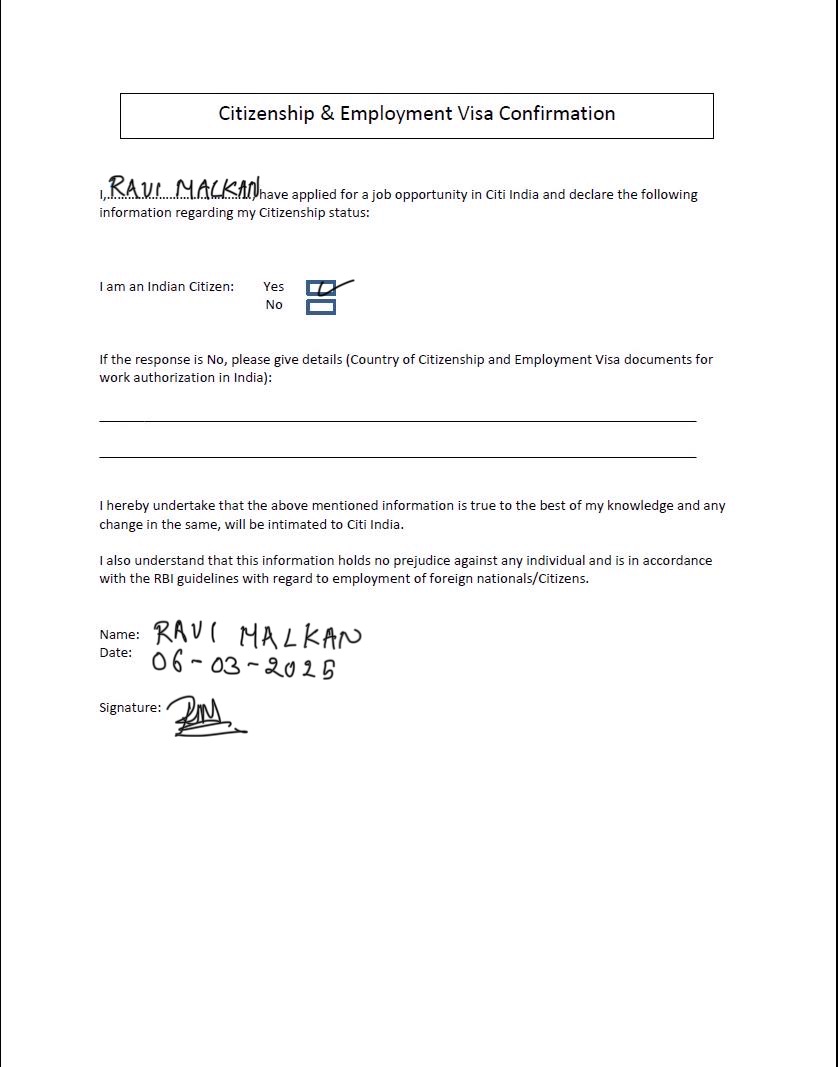 Citizenship & Employment Visa Confirmation
I, RAVI MALKAN have applied for a job opportunity in Citi India and declare the following
information regarding my Citizenship status:
I am an Indian Citizen: Yes ✓
No
If the response is No, please give details (Country of Citizenship and Employment Visa documents for
work authorization in India):
I hereby undertake that the above mentioned information is true to the best of my knowledge and any
change in the same, will be intimated to Citi India.
I also understand that this information holds no prejudice against any individual and is in accordance
with the RBI guidelines with regard to employment of foreign nationals/Citizens.
Name: RAVI MALKAN
Date: 06-03-2025
Signature: RM